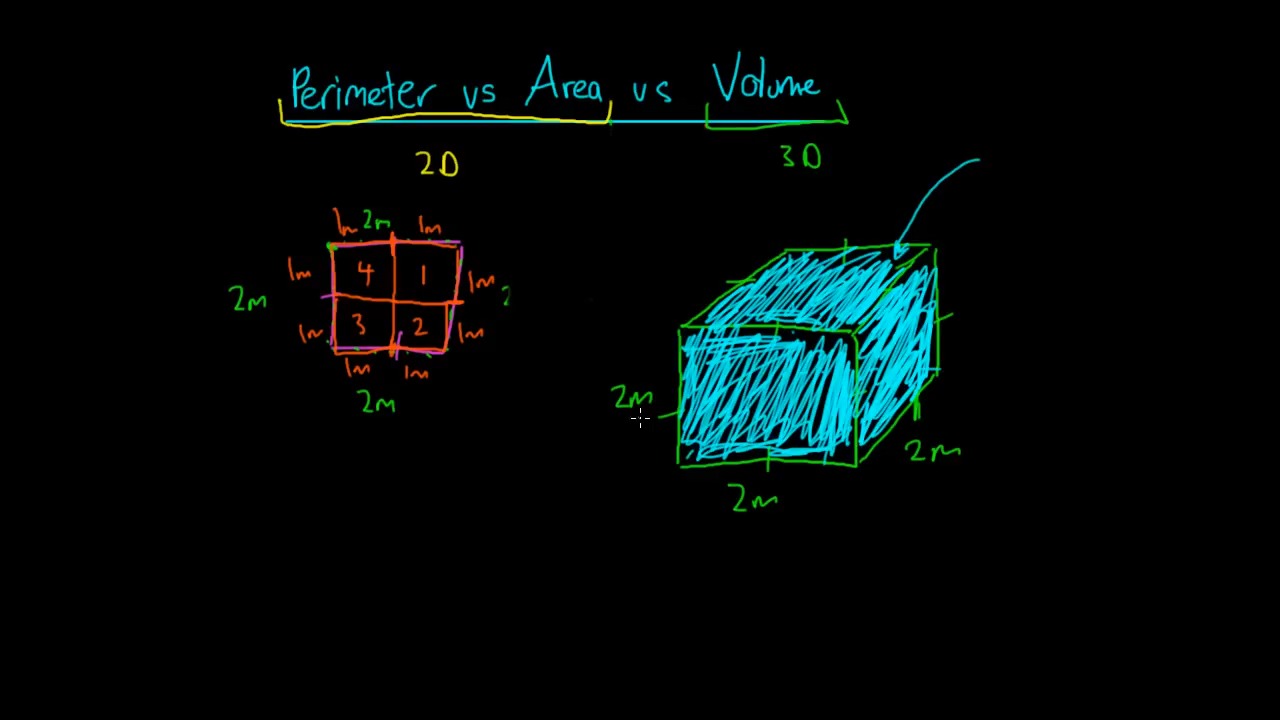 Perimeter vs Area vs Volume
2D
3D
1m 2m 1m
1m 4 1 1m
2m 2
1m 3 2 1m
1m 1m
2m
2m
2m
2m